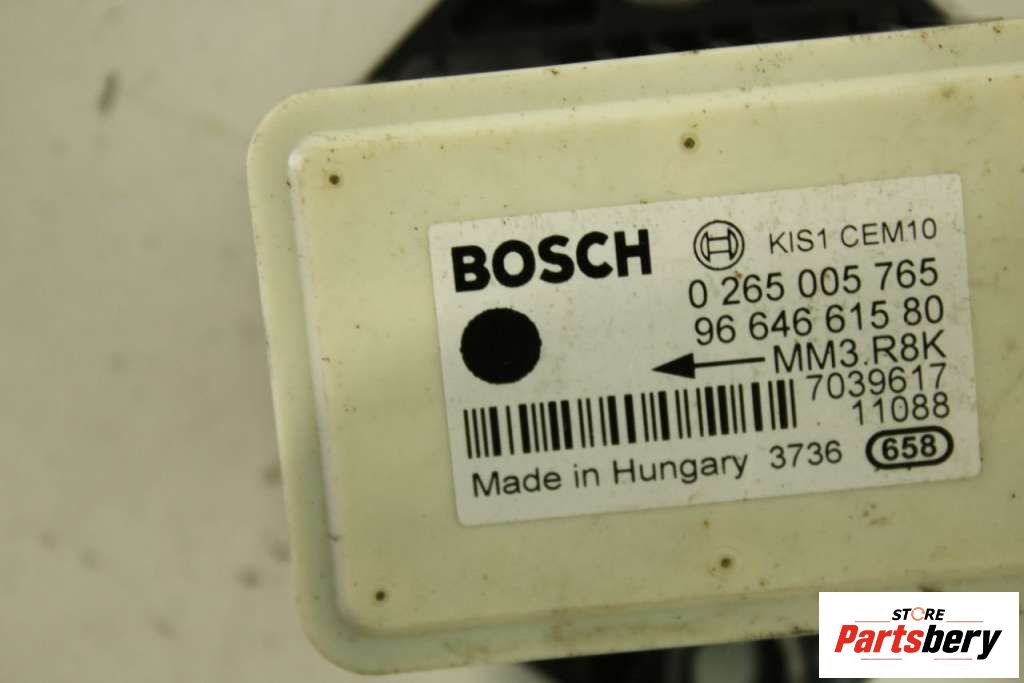 BOSCH
KIS1 CEM10
0 265 005 765
96 646 615 80
MM3.R8K
7039617
11088
Made in Hungary 3736 658
STORE
Partsbery